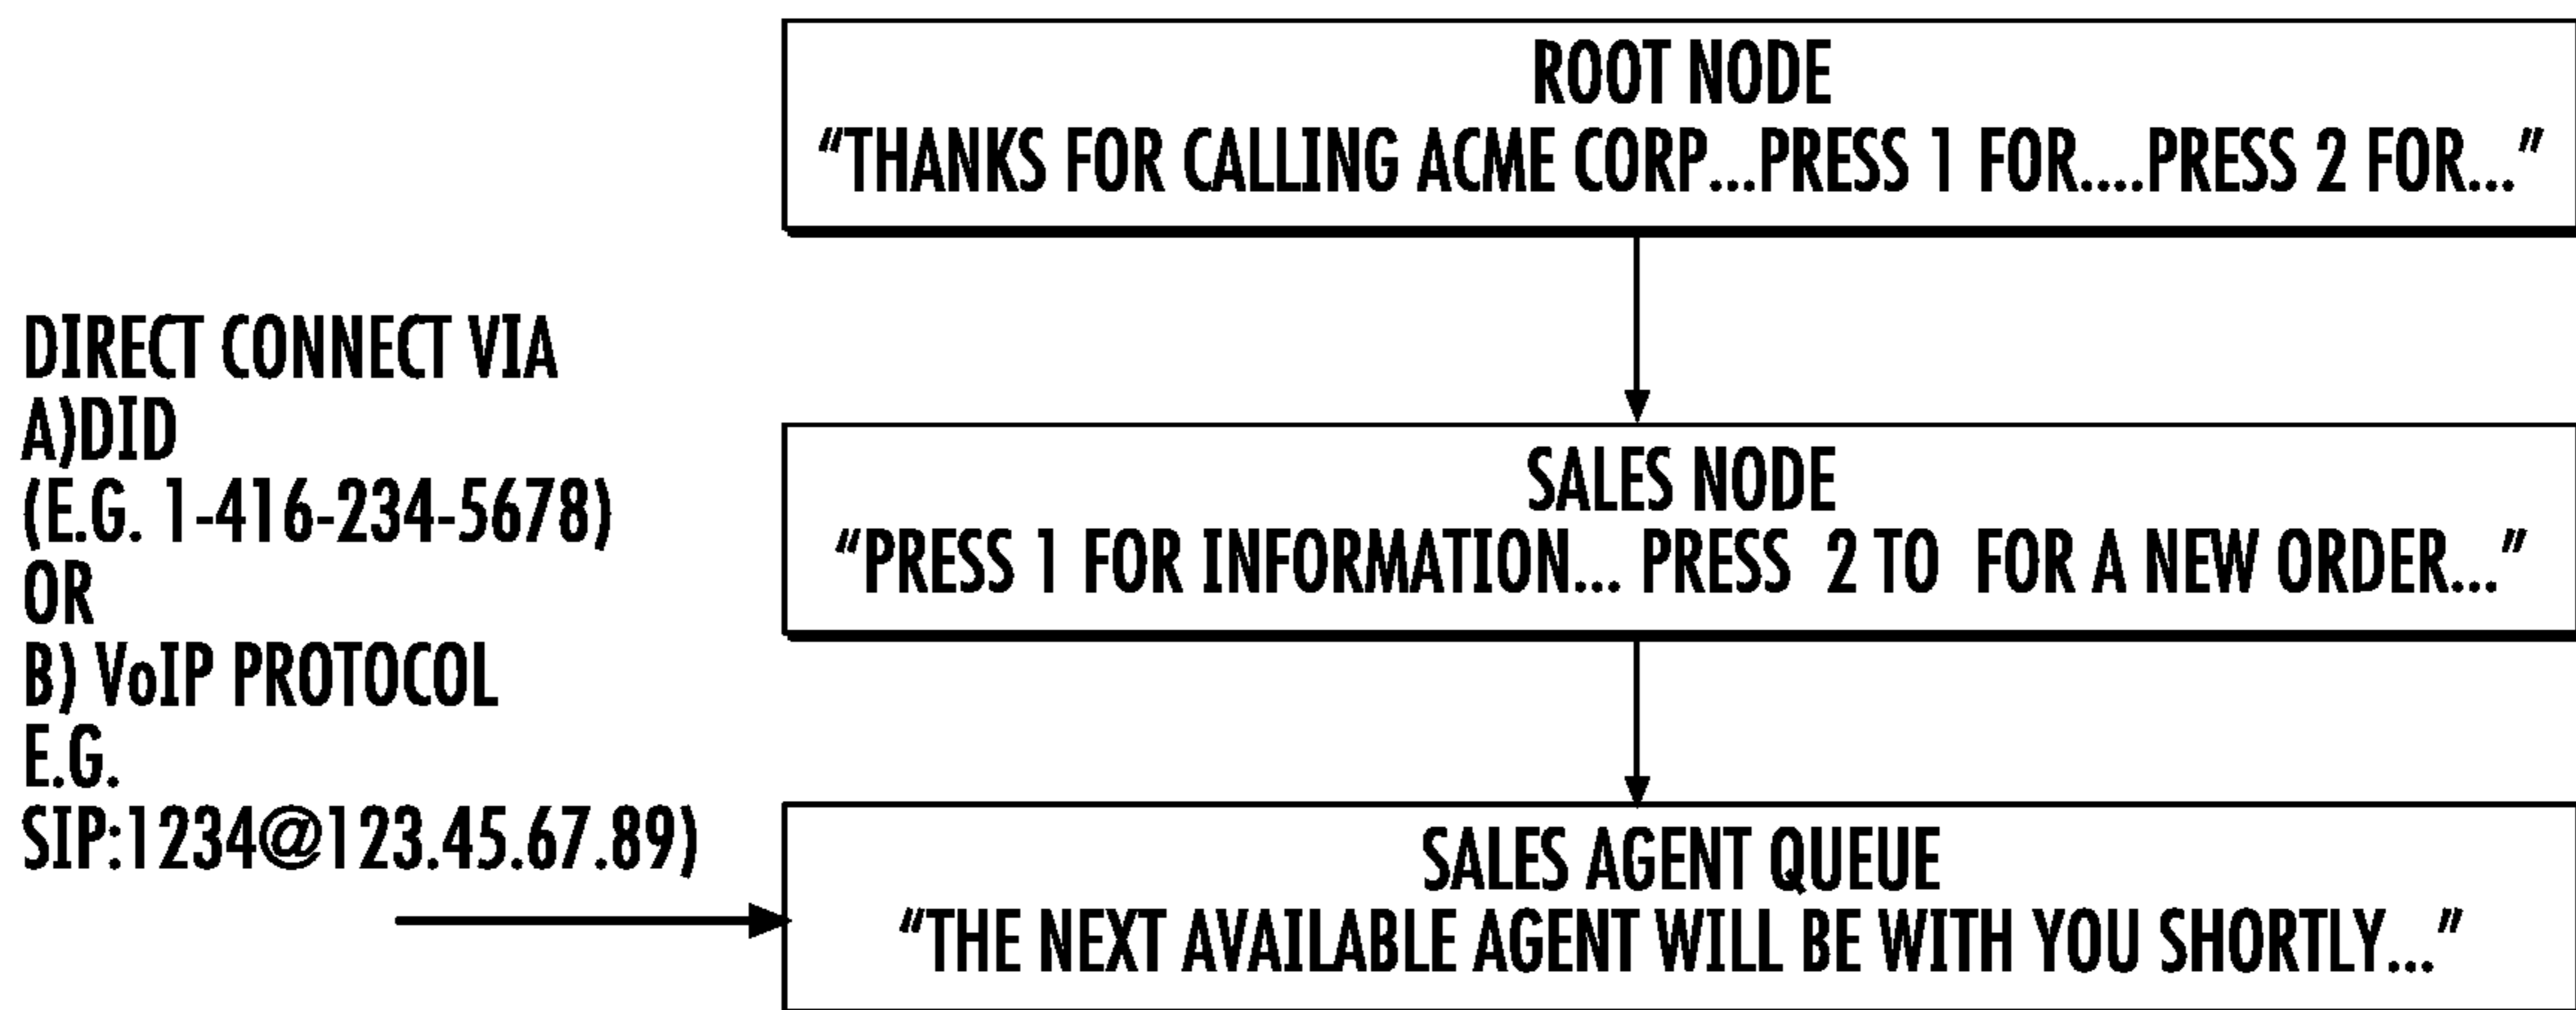 ROOT NODE
“THANKS FOR CALLING ACME CORP...PRESS 1 FOR....PRESS 2 FOR...”
DIRECT CONNECT VIA
A)DID
(E.G. 1-416-234-5678)
OR
B) VoIP PROTOCOL
E.G.
SIP:1234@123.45.67.89)
SALES NODE
“PRESS 1 FOR INFORMATION... PRESS 2 TO FOR A NEW ORDER...”
SALES AGENT QUEUE
“THE NEXT AVAILABLE AGENT WILL BE WITH YOU SHORTLY...”